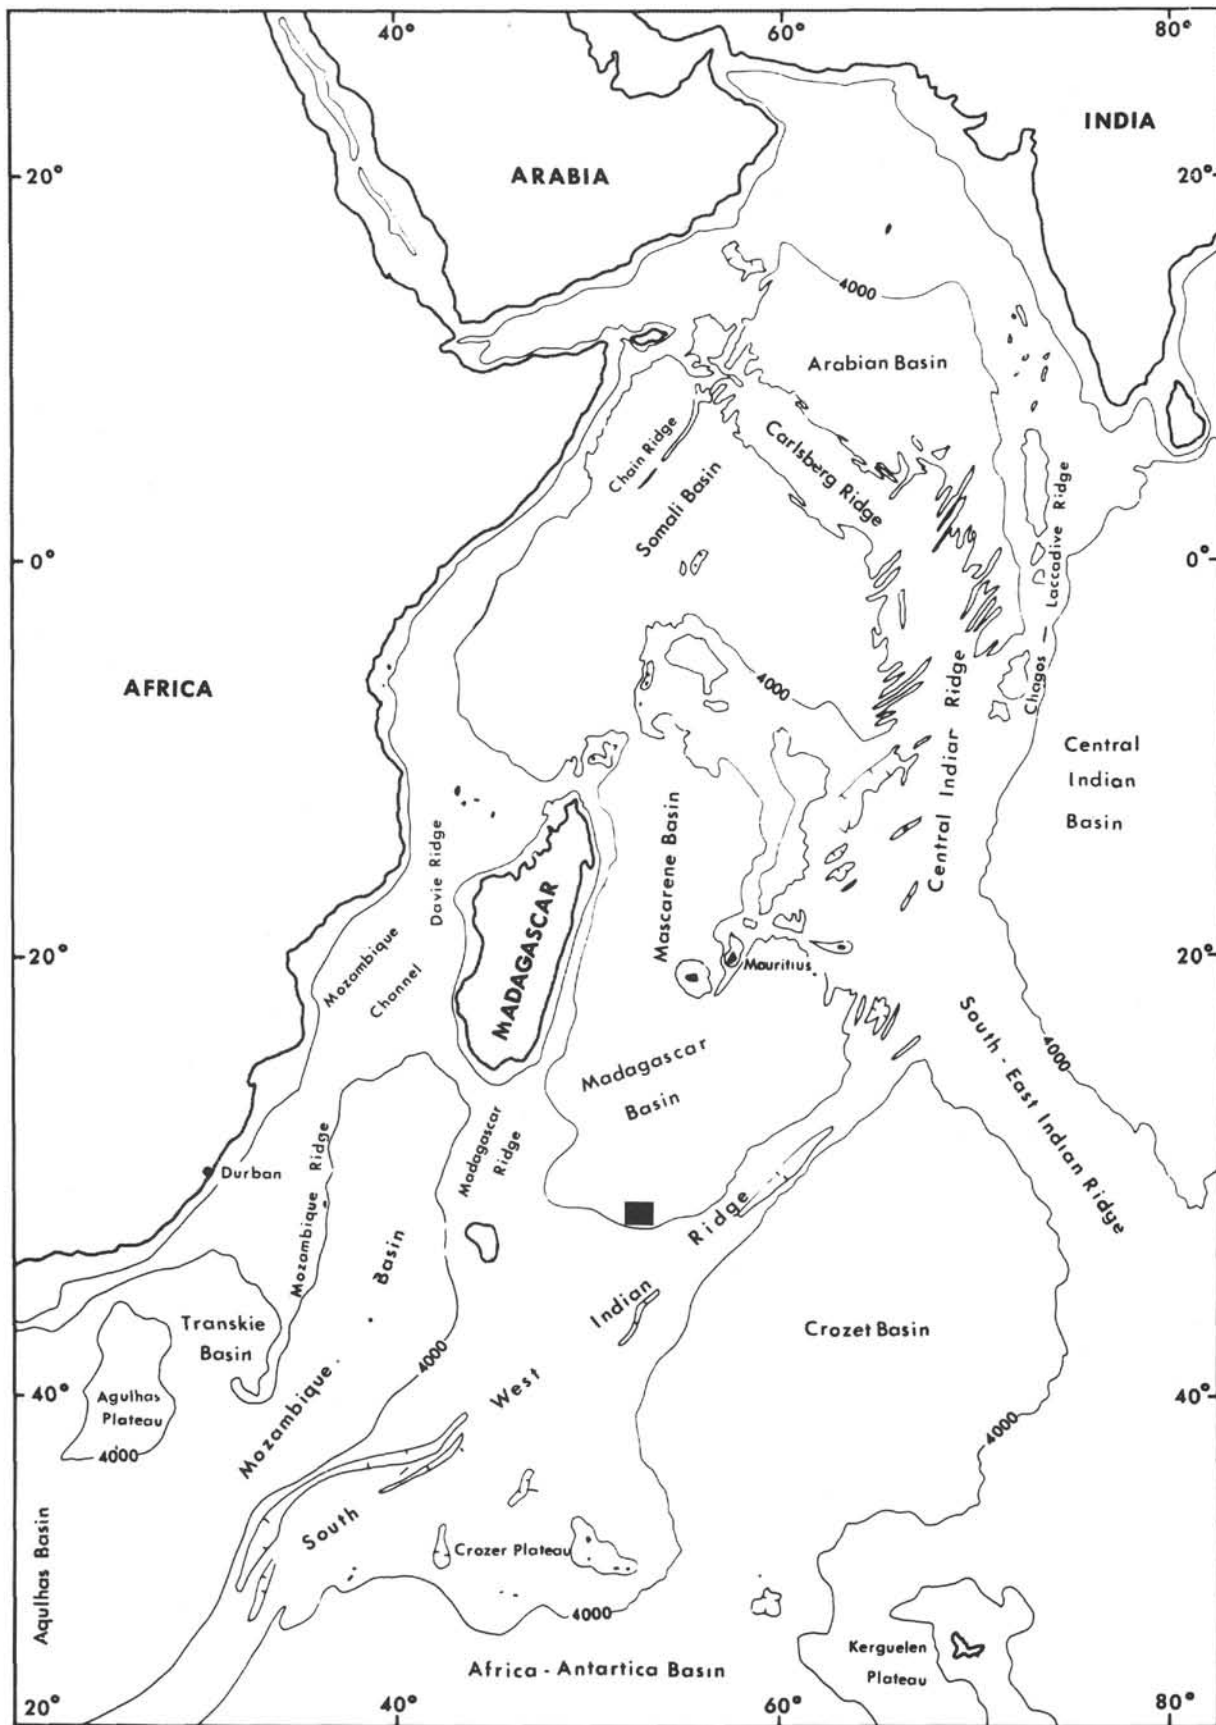 40°
60°
80°
INDIA
20°
ARABIA
20°
4000
Arabian Basin
Chain Ridge
Carlsberg Ridge
Somali Basin
Chagos — Laccadive Ridge
0°
0°
AFRICA
4000
Central Indian Ridge
Central
Indian
Basin
Davie Ridge
Mascarene Basin
MADAGASCAR
Mozambique
Channel
20°
Mauritius
20°
South - East Indian Ridge
4000
Madagascar
Basin
Madagascar
Ridge
Durban
Mozambique Ridge
South West Indian Ridge
Mozambique Basin
Transkie
Basin
Crozet Basin
4000
40°
Agulhas
Plateau
4000
40°
4000
Crozer Plateau
Agulhas Basin
4000
Kerguelen
Plateau
Africa - Antartica Basin
20°
40°
60°
80°